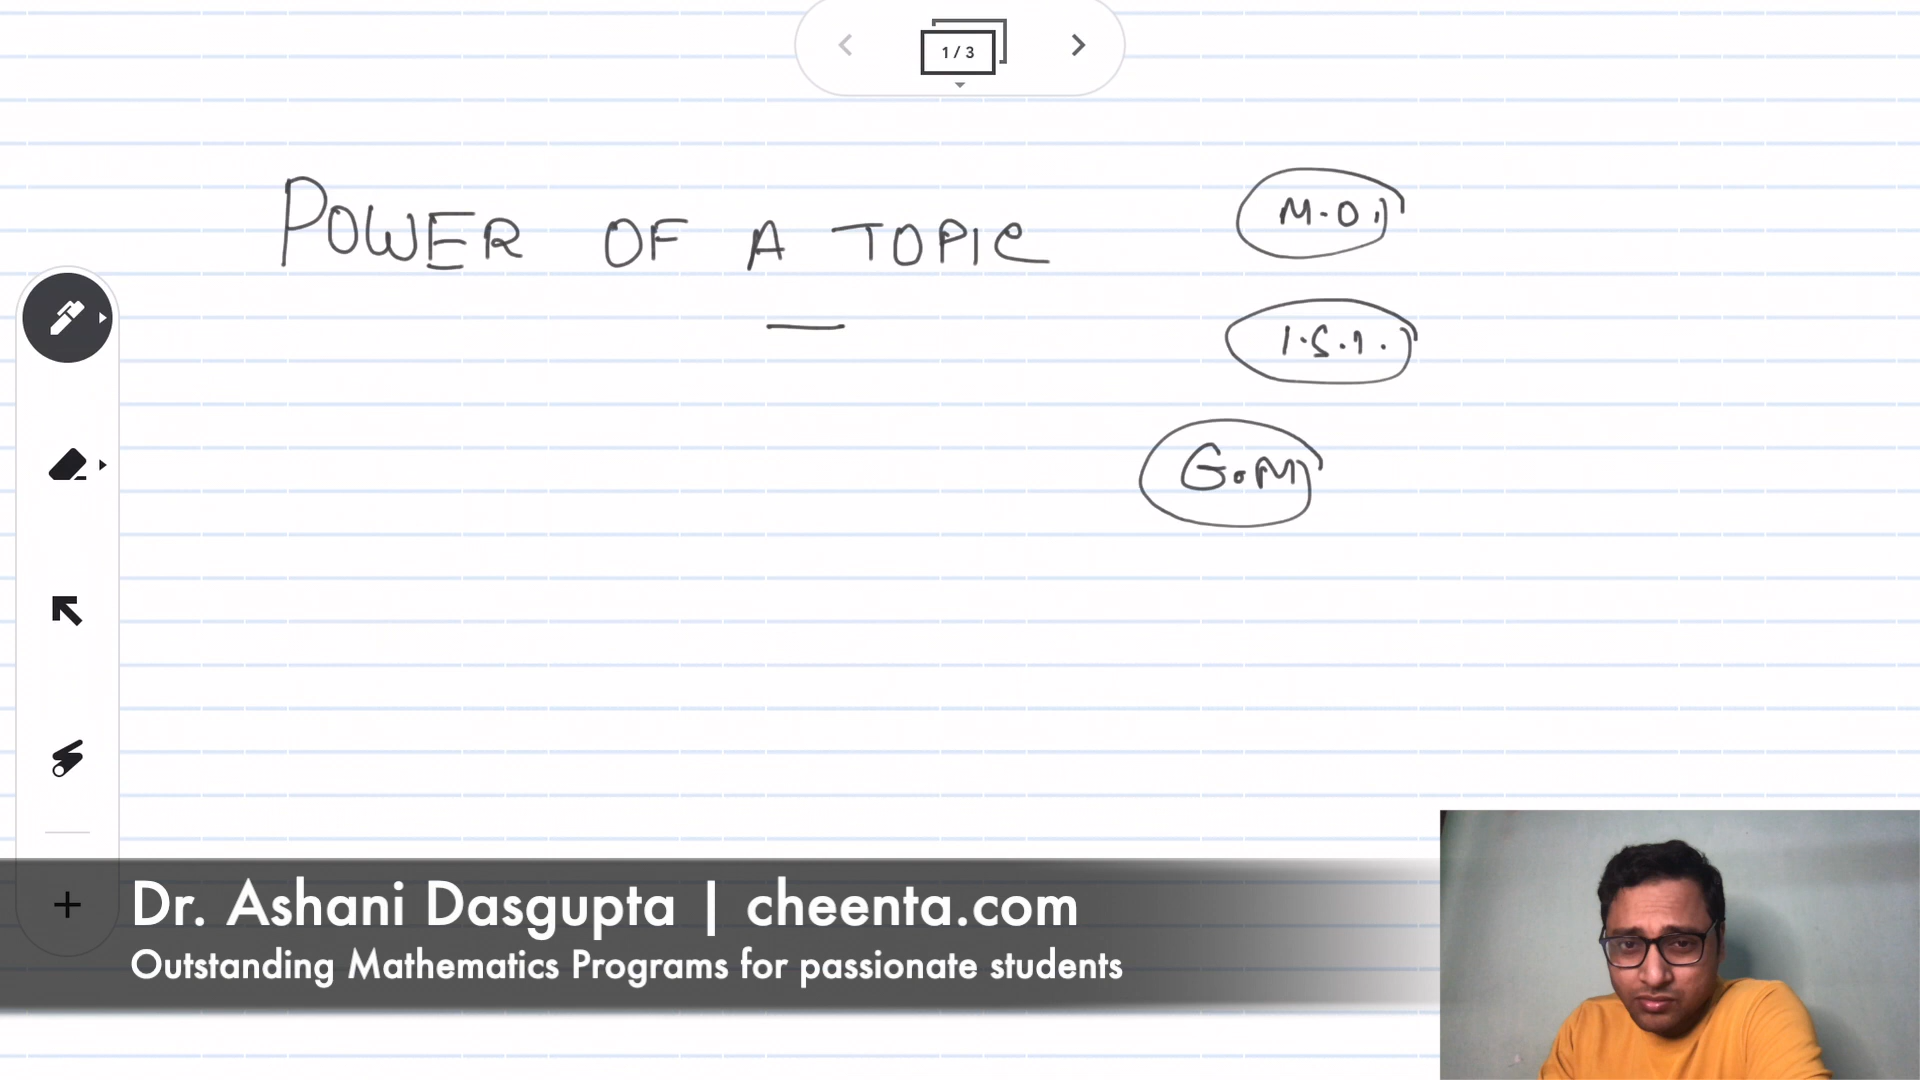 1 / 3
POWER OF A TOPIC
M.O.
I.S.I.
G.M
Dr. Ashani Dasgupta | cheenta.com
Outstanding Mathematics Programs for passionate students